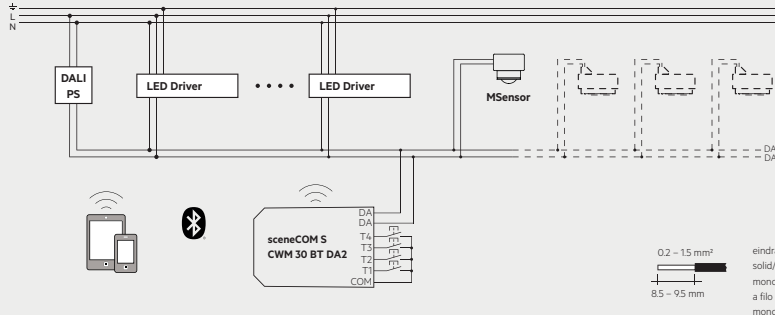 L
N
DALI
PS
LED Driver
LED Driver
MSensor
DA
DA
sceneCOM S
CWM 30 BT DA2
DA
DA
T4
T3
T2
T1
COM
E
E
E
E
0.2 – 1.5 mm²
8.5 – 9.5 mm
eindra
solid/
mono
a filo
mono